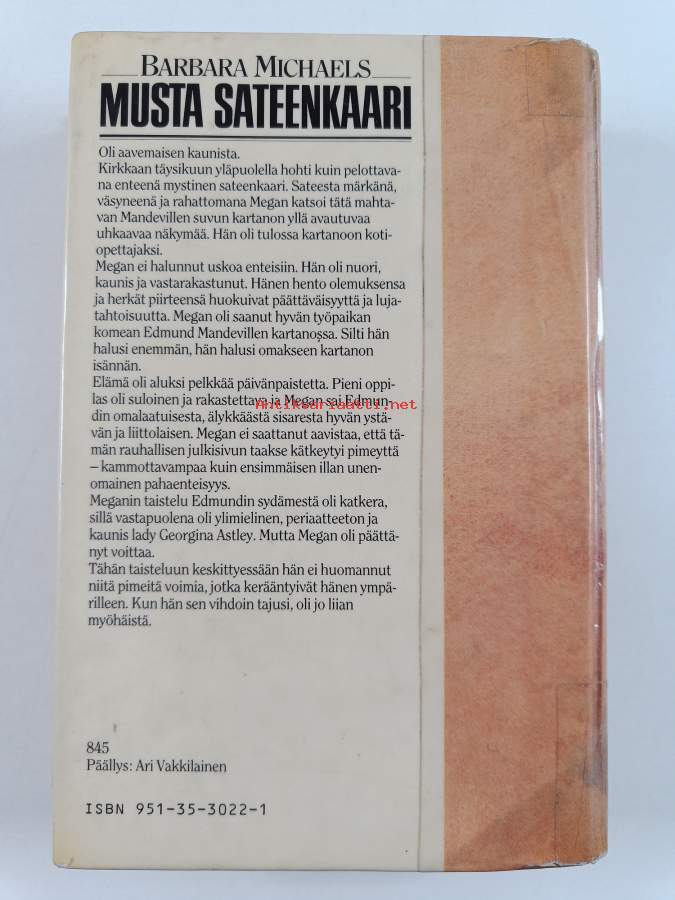 BARBARA MICHAELS
MUSTA SATEENKAARI
Oli aavemaisen kaunista.
Kirkkaan täysikuun yläpuolella hohti kuin pelottava-
na enteenä mystinen sateenkaari. Sateesta märkänä,
väsyneenä ja rahattomana Megan katsoi tätä mahta-
van Mandevillen suvun kartanon yllä avautuvaa
uhkaavaa näkymää. Hän oli tulossa kartanoon koti-
opettajaksi.
Megan ei halunnut uskoa enteisiin. Hän oli nuori,
kaunis ja vastarakastunut. Hänen hento olemuksensa
ja herkät piirteensä huokuivat päättäväisyyttä ja luja-
tahtoisuutta. Megan oli saanut hyvän työpaikan
komean Edmund Mandevillen kartanossa. Silti hän
halusi enemmän, hän halusi omakseen kartanon
isännän.
Elämä oli aluksi pelkkää päivänpaistetta. Pieni oppi-
las oli suloinen ja rakastettava ja Megan sai Edmun-
Antikvariaatti.net
din omalaatuisesta, älykkäästä sisaresta hyvän ystä-
vän ja liittolaisen. Megan ei saattanut aavistaa, että tä-
män rauhallisen julkisivun taakse kätkeytyi pimeyttä
– kammottavampaa kuin ensimmäisen illan unen-
omainen pahaenteisyys.
Meganin taistelu Edmundin sydämestä oli katkera,
sillä vastapuolena oli ylimielinen, periaatteeton ja
kaunis lady Georgina Astley. Mutta Megan oli päättä-
nyt voittaa.
Tähän taisteluun keskittyessään hän ei huomannut
niitä pimeitä voimia, jotka kerääntyivät hänen ympä-
rilleen. Kun hän sen vihdoin tajusi, oli jo liian
myöhäistä.
845
Päällys: Ari Vakkilainen
ISBN 951-35-3022-1